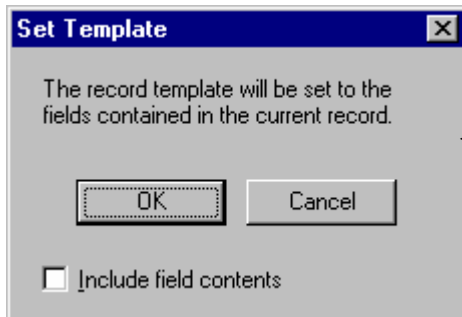 Set Template
The record template will be set to the
fields contained in the current record.
OK Cancel
Include field contents